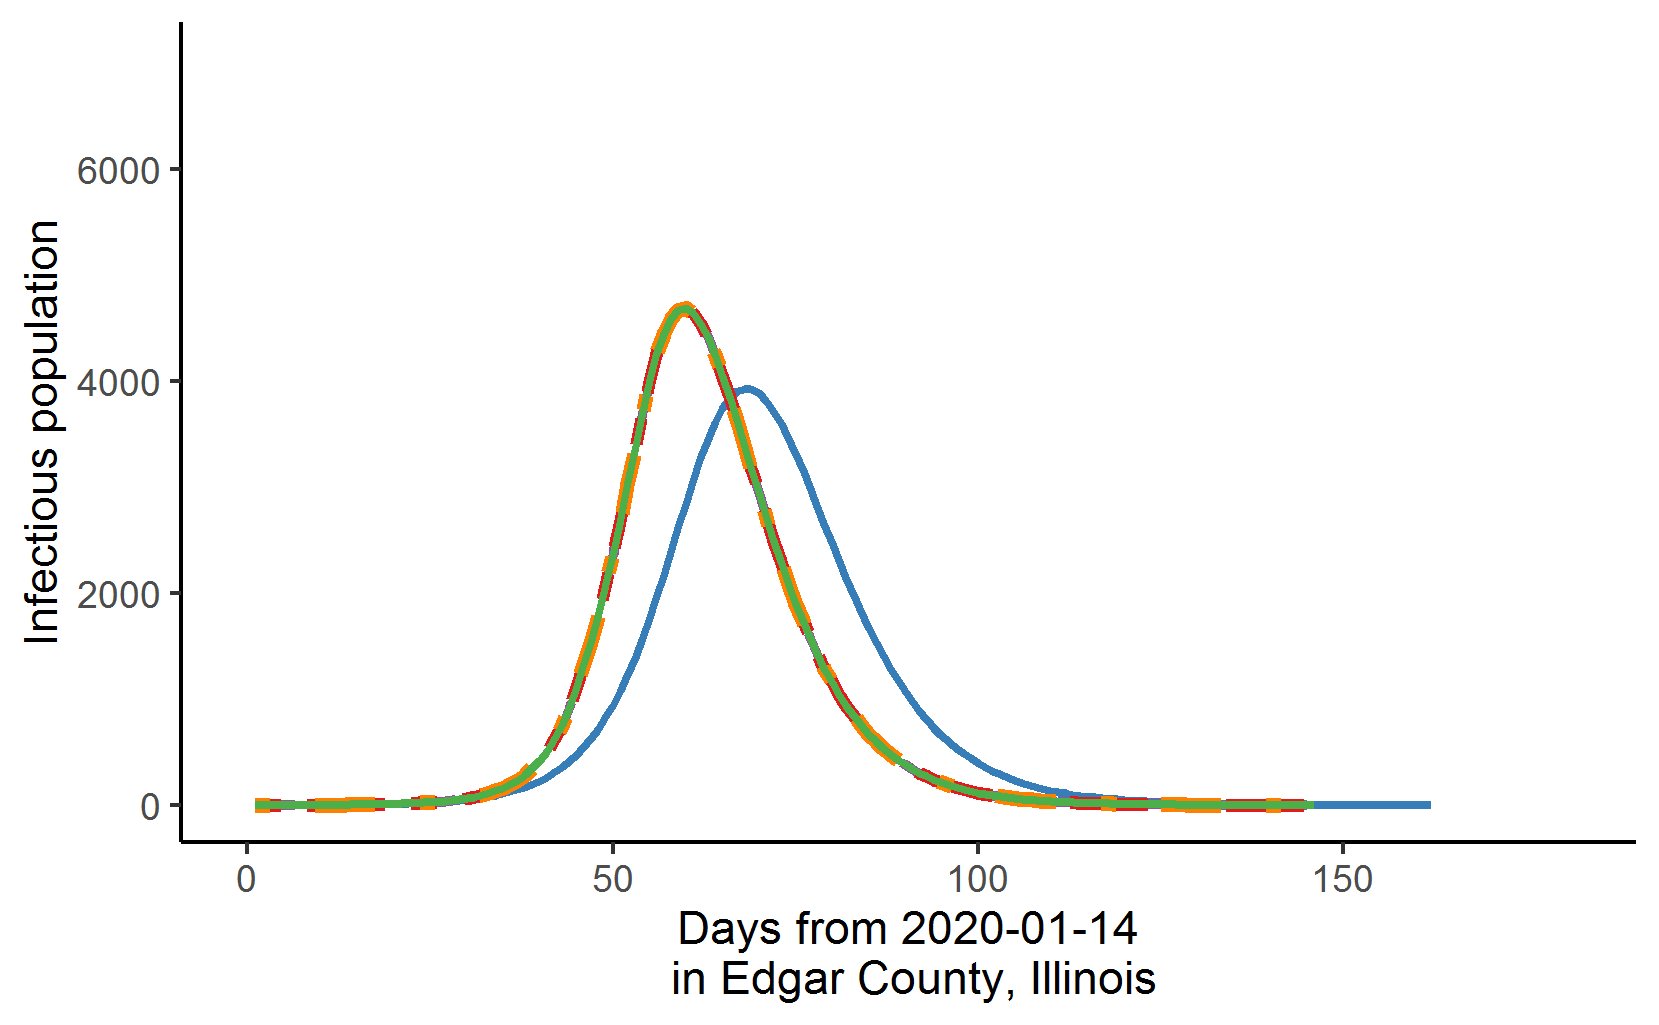 Infectious population
6000
4000
2000
0
0 50 100 150
Days from 2020-01-14
in Edgar County, Illinois